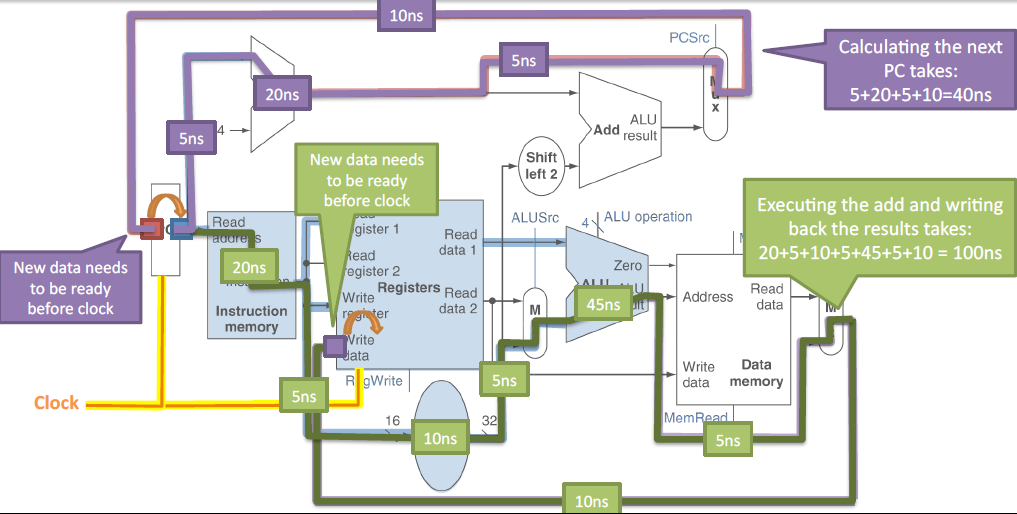 10ns
PCSrc
5ns
Calculating the next
PC takes:
5+20+5+10=40ns
20ns
M
u
x
4
5ns
Add
ALU
result
Shift
left 2
New data needs
to be ready
before clock
ALUSrc
4
ALU operation
Executing the add and writing
back the results takes:
20+5+10+5+45+5+10 = 100ns
Read
address
20ns
Instruction
memory
register 1
Read
data 1
Read
register 2
Registers
Write
register
Read
data 2
Write
data
RegWrite
New data needs
to be ready
before clock
M
Zero
45ns
Address
Read
data
M
Write
data
Data
memory
MemRead
Clock
5ns
16
10ns
32
5ns
5ns
10ns